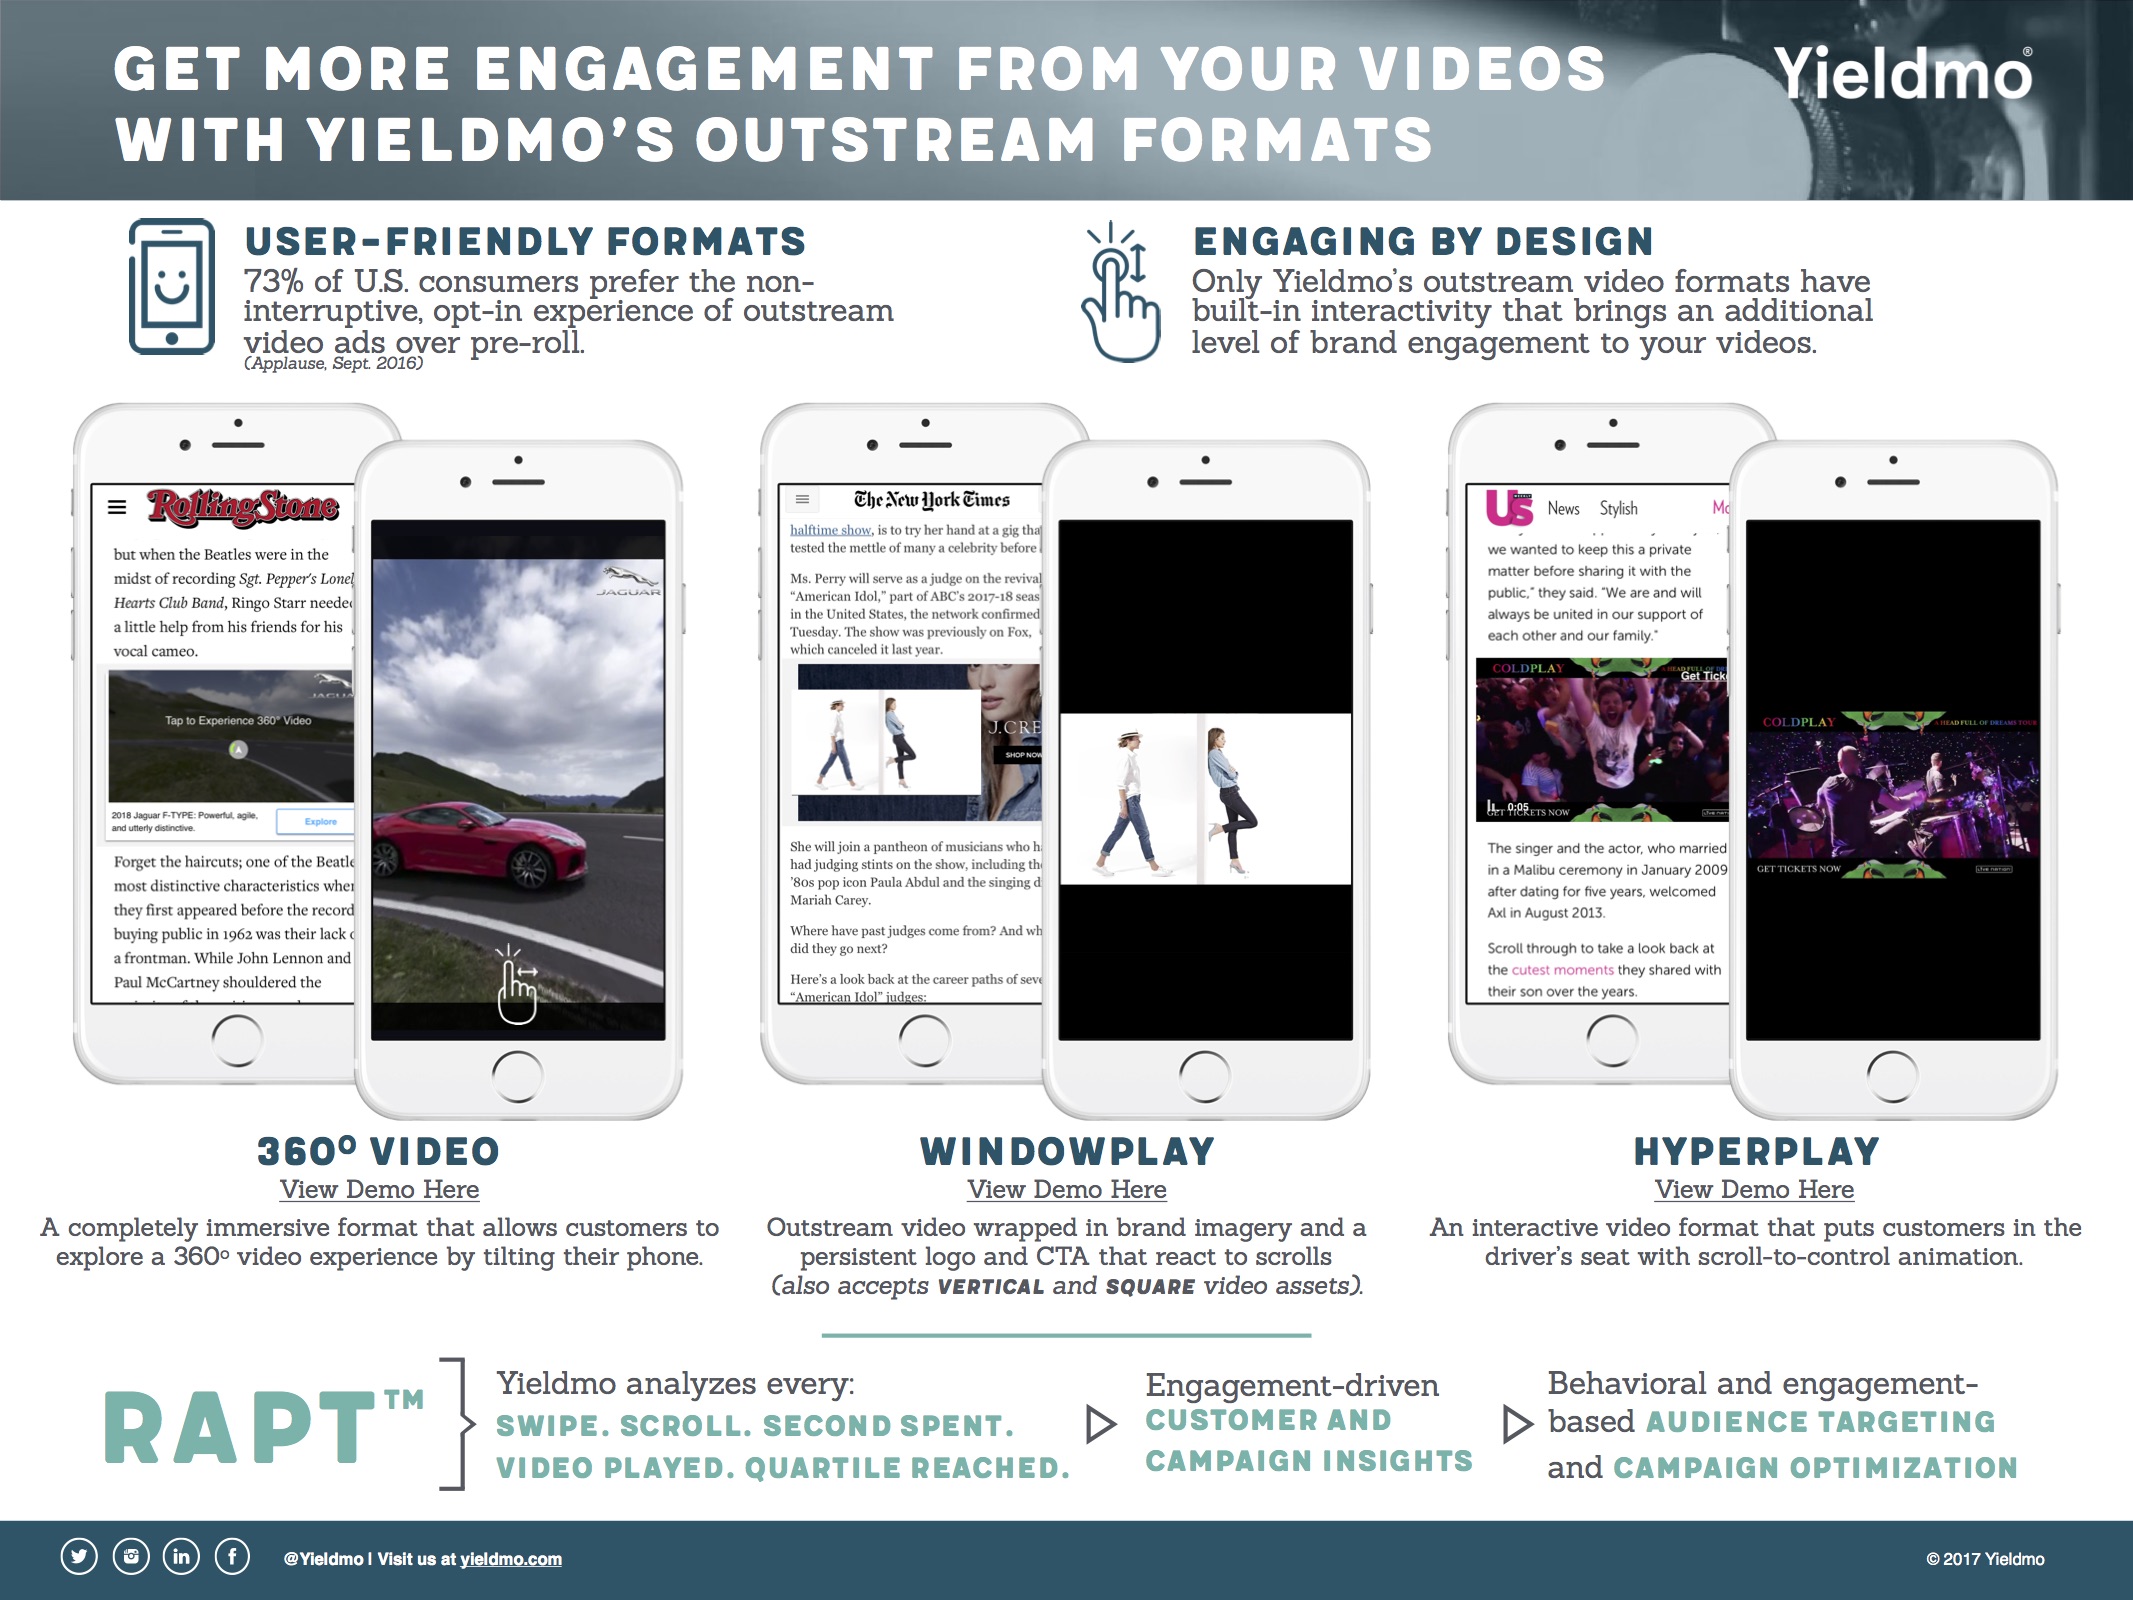 GET MORE ENGAGEMENT FROM YOUR VIDEOS
WITH YIELDMO'S OUTSTREAM FORMATS
Yieldmo®
USER-FRIENDLY FORMATS
73% of U.S. consumers prefer the non-
interruptive, opt-in experience of outstream
video ads over pre-roll.
(Applause, Sept. 2016)
ENGAGING BY DESIGN
Only Yieldmo's outstream video formats have
built-in interactivity that brings an additional
level of brand engagement to your videos.
RollingStone
but when the Beatles were in the
midst of recording Sgt. Pepper's Lonel
Hearts Club Band, Ringo Starr neede
a little help from his friends for his
vocal cameo.
JAGUA
Tap to Experience 360° Video
2018 Jaguar F-TYPE: Powerful, agile,
and utterly distinctive.
Explore
Forget the haircuts; one of the Beatle
most distinctive characteristics when
they first appeared before the record
buying public in 1962 was their lack o
a frontman. While John Lennon and
Paul McCartney shouldered the
JAGUAR
The New York Times
halftime show, is to try her hand at a gig tha
tested the mettle of many a celebrity before
Ms. Perry will serve as a judge on the revival
“American Idol,” part of ABC's 2017-18 seas
in the United States, the network confirmed
Tuesday. The show was previously on Fox,
which canceled it last year.
J.CRE
SHOP NOW
She will join a pantheon of musicians who h
had judging stints on the show, including th
'80s pop icon Paula Abdul and the singing d
Mariah Carey.
Where have past judges come from? And wh
did they go next?
Here's a look back at the career paths of seve
“American Idol” judges:
Us WEEKLY
News Stylish Mo
we wanted to keep this a private
matter before sharing it with the
public,” they said. “We are and will
always be united in our support of
each other and our family.”
COLDPLAY A HEAD FULL OF DR
Get Tick
0:05
GET TICKETS NOW LIVE NATION
The singer and the actor, who married
in a Malibu ceremony in January 2009
after dating for five years, welcomed
Axl in August 2013.
Scroll through to take a look back at
the cutest moments they shared with
their son over the years.
COLDPLAY A HEAD FULL OF DREAMS TOUR
GET TICKETS NOW LIVE NATION
360° VIDEO
View Demo Here
A completely immersive format that allows customers to
explore a 360° video experience by tilting their phone.
WINDOWPLAY
View Demo Here
Outstream video wrapped in brand imagery and a
persistent logo and CTA that react to scrolls
(also accepts VERTICAL and SQUARE video assets).
HYPERPLAY
View Demo Here
An interactive video format that puts customers in the
driver's seat with scroll-to-control animation.
RAPT™
Yieldmo analyzes every:
SWIPE. SCROLL. SECOND SPENT.
VIDEO PLAYED. QUARTILE REACHED.
Engagement-driven
CUSTOMER AND
CAMPAIGN INSIGHTS
Behavioral and engagement-
based AUDIENCE TARGETING
and CAMPAIGN OPTIMIZATION
@Yieldmo | Visit us at yieldmo.com
© 2017 Yieldmo